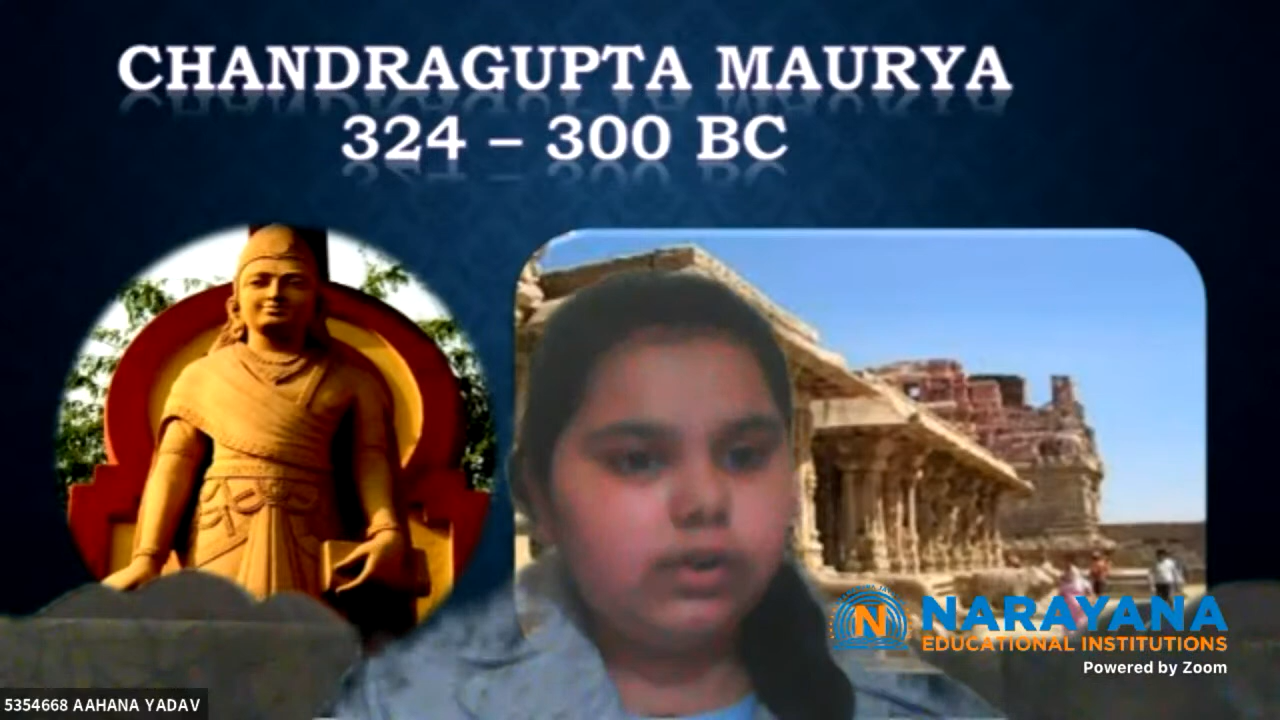 CHANDRAGUPTA MAURYA
324 – 300 BC
N NARAYANA
EDUCATIONAL INSTITUTIONS
Powered by Zoom
5354668 AAHANA YADAV